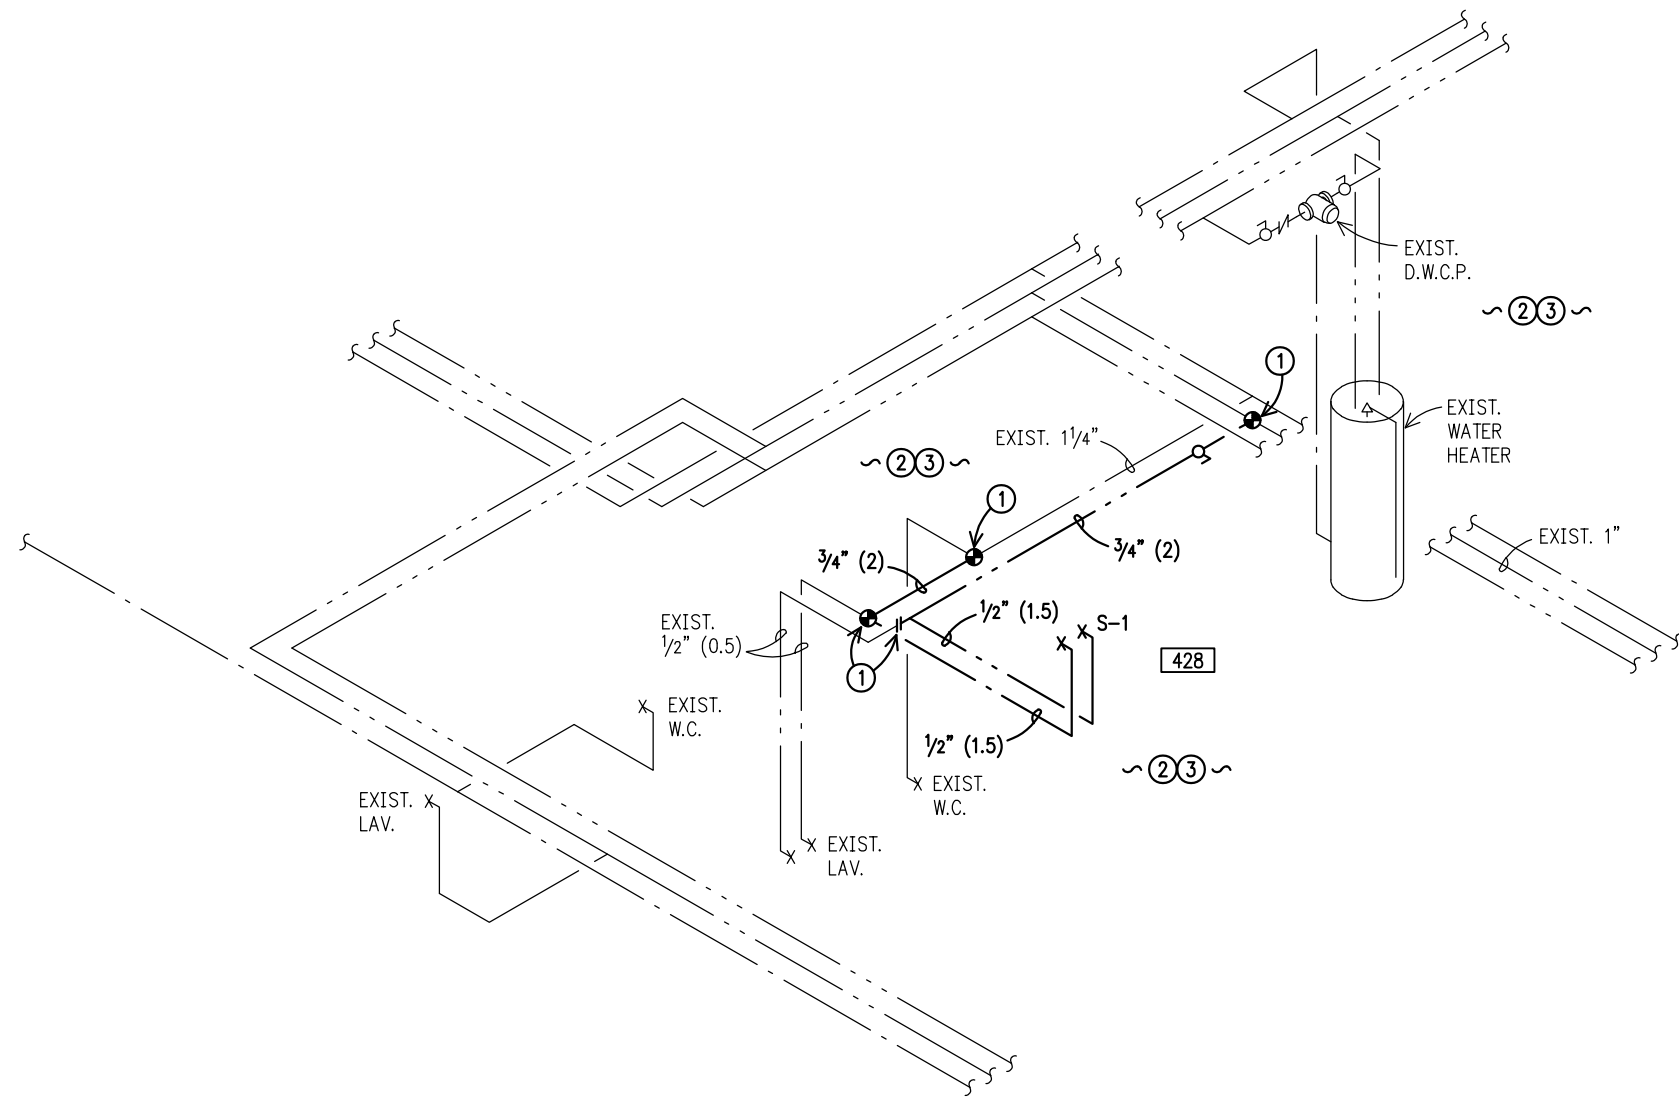 EXIST.
D.W.C.P.
~ 2 3 ~
1
EXIST.
WATER
HEATER
EXIST. 1 1/4"
~ 2 3 ~
1
EXIST. 1"
3/4" (2)
3/4" (2)
1/2" (1.5)
EXIST.
1/2" (0.5)
S-1
428
1
EXIST.
W.C.
1/2" (1.5)
~ 2 3 ~
EXIST.
W.C.
EXIST.
LAV.
EXIST.
LAV.